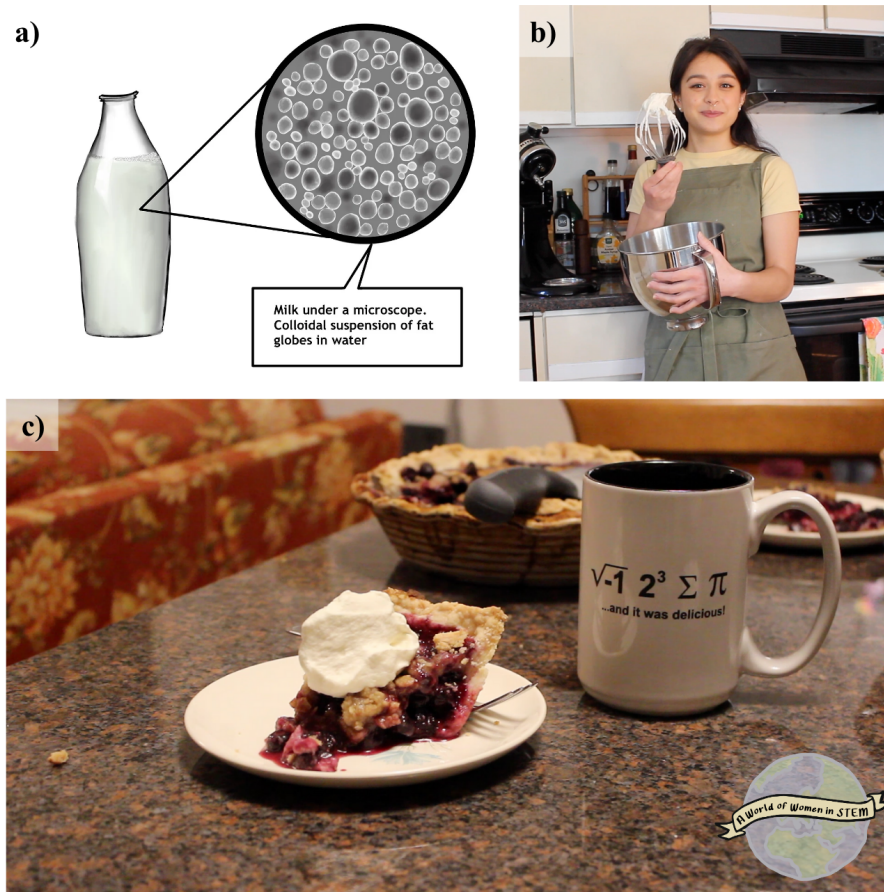 a)
Milk under a microscope.
Colloidal suspension of fat
globes in water
b)
c)
√-1 2³ Σ π
...and it was delicious!
A World of Women in STEM